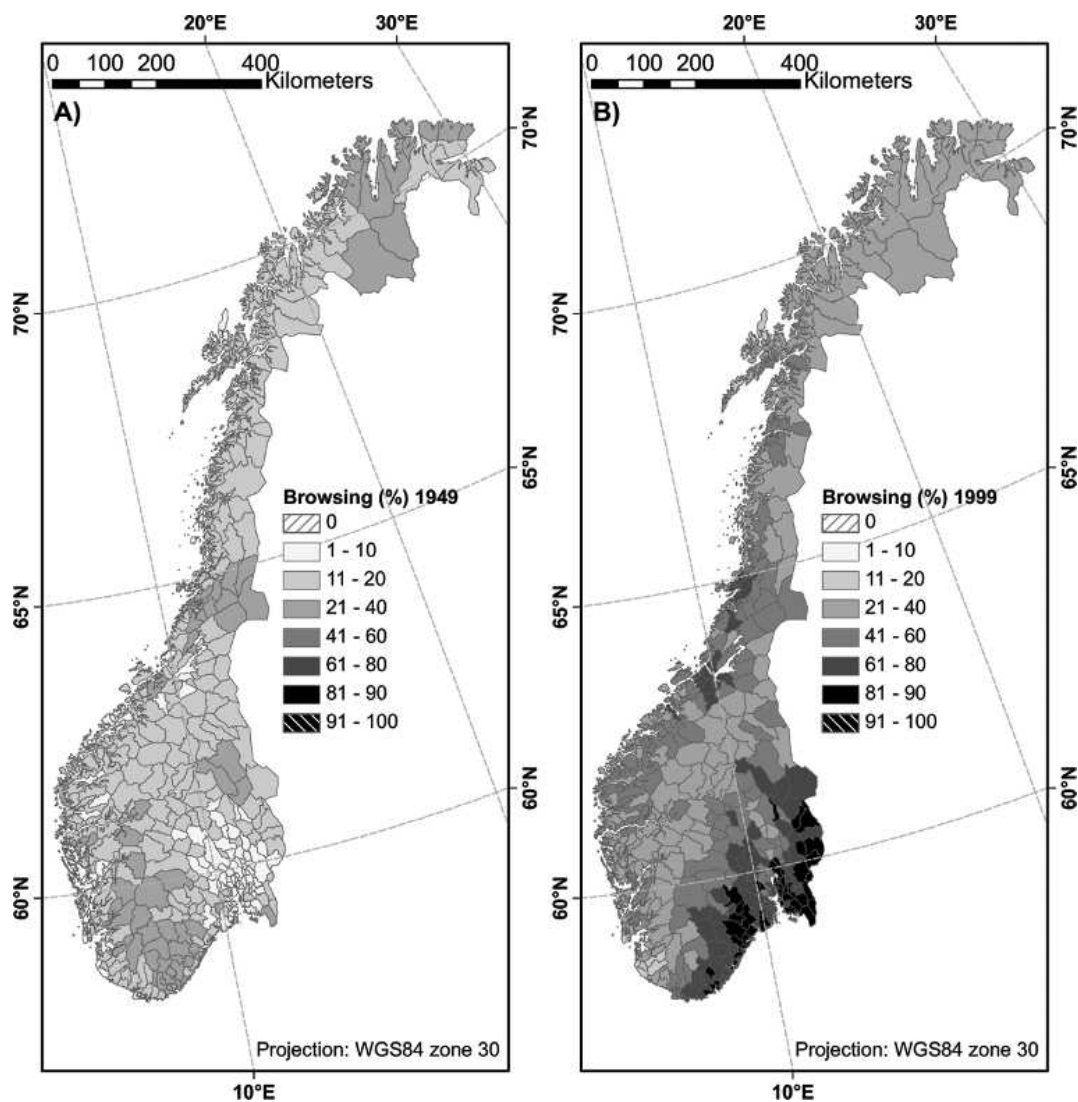 20°E 30°E
0 100 200 400
Kilometers
A)
70°N
70°N
65°N
65°N
60°N
60°N
Browsing (%) 1949
0
1 - 10
11 - 20
21 - 40
41 - 60
61 - 80
81 - 90
91 - 100
Projection: WGS84 zone 30
10°E
20°E 30°E
0 100 200 400
Kilometers
B)
70°N
70°N
65°N
65°N
60°N
60°N
Browsing (%) 1999
0
1 - 10
11 - 20
21 - 40
41 - 60
61 - 80
81 - 90
91 - 100
Projection: WGS84 zone 30
10°E